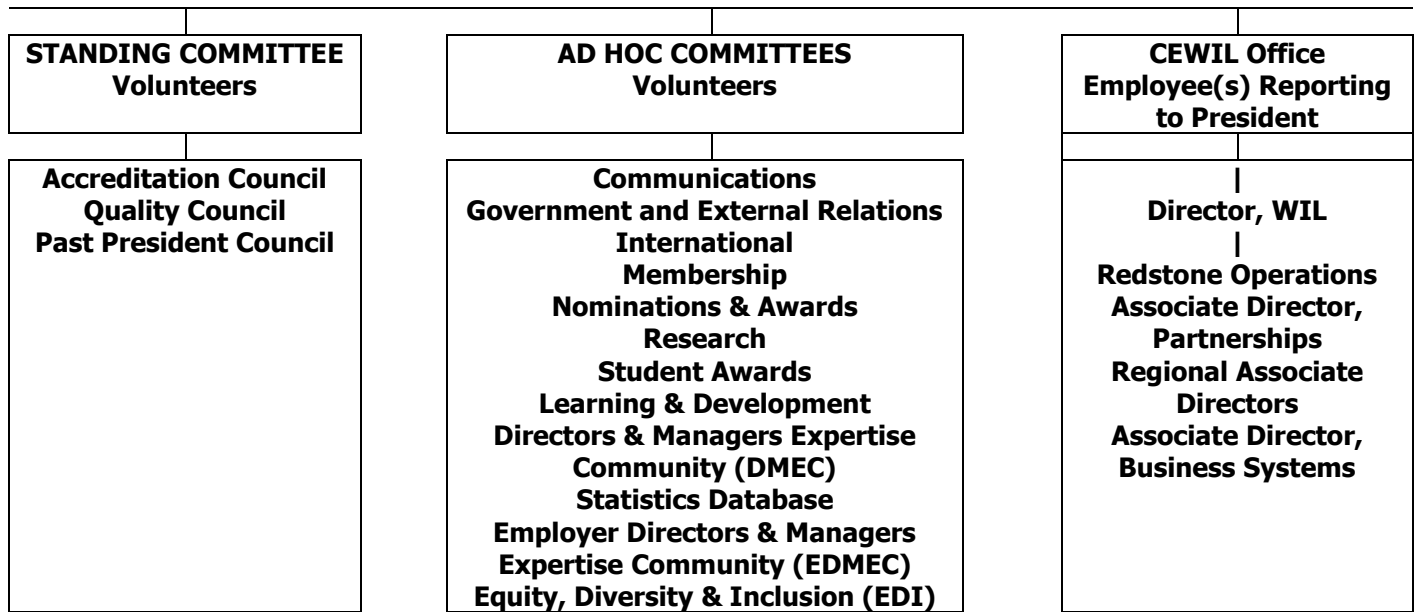 STANDING COMMITTEE
Volunteers
Accreditation Council
Quality Council
Past President Council
AD HOC COMMITTEES
Volunteers
Communications
Government and External Relations
International
Membership
Nominations & Awards
Research
Student Awards
Learning & Development
Directors & Managers Expertise
Community (DMEC)
Statistics Database
Employer Directors & Managers
Expertise Community (EDMEC)
Equity, Diversity & Inclusion (EDI)
CEWIL Office
Employee(s) Reporting
to President
|
Director, WIL
|
Redstone Operations
Associate Director,
Partnerships
Regional Associate
Directors
Associate Director,
Business Systems